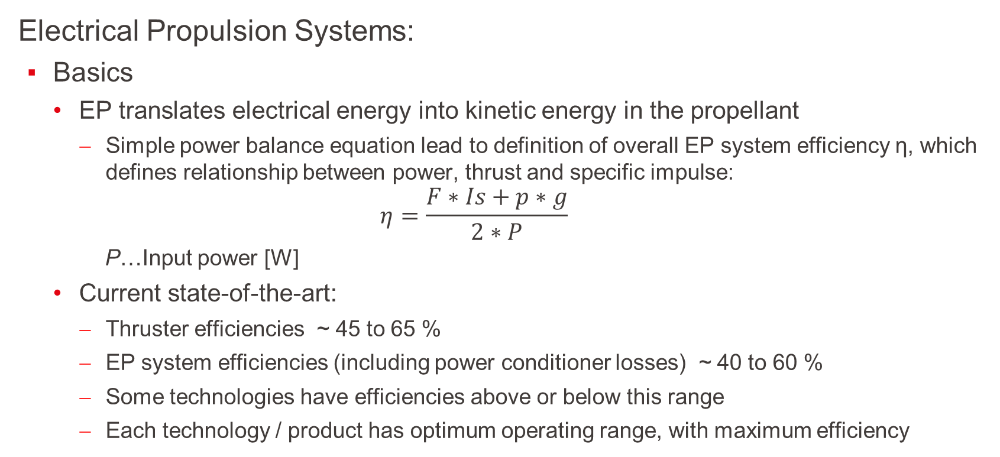 Electrical Propulsion Systems:
▪ Basics
• EP translates electrical energy into kinetic energy in the propellant
– Simple power balance equation lead to definition of overall EP system efficiency η, which
defines relationship between power, thrust and specific impulse:
η = (F ∗ Is + p ∗ g) / (2 ∗ P)
P…Input power [W]
• Current state-of-the-art:
– Thruster efficiencies ~ 45 to 65 %
– EP system efficiencies (including power conditioner losses) ~ 40 to 60 %
– Some technologies have efficiencies above or below this range
– Each technology / product has optimum operating range, with maximum efficiency